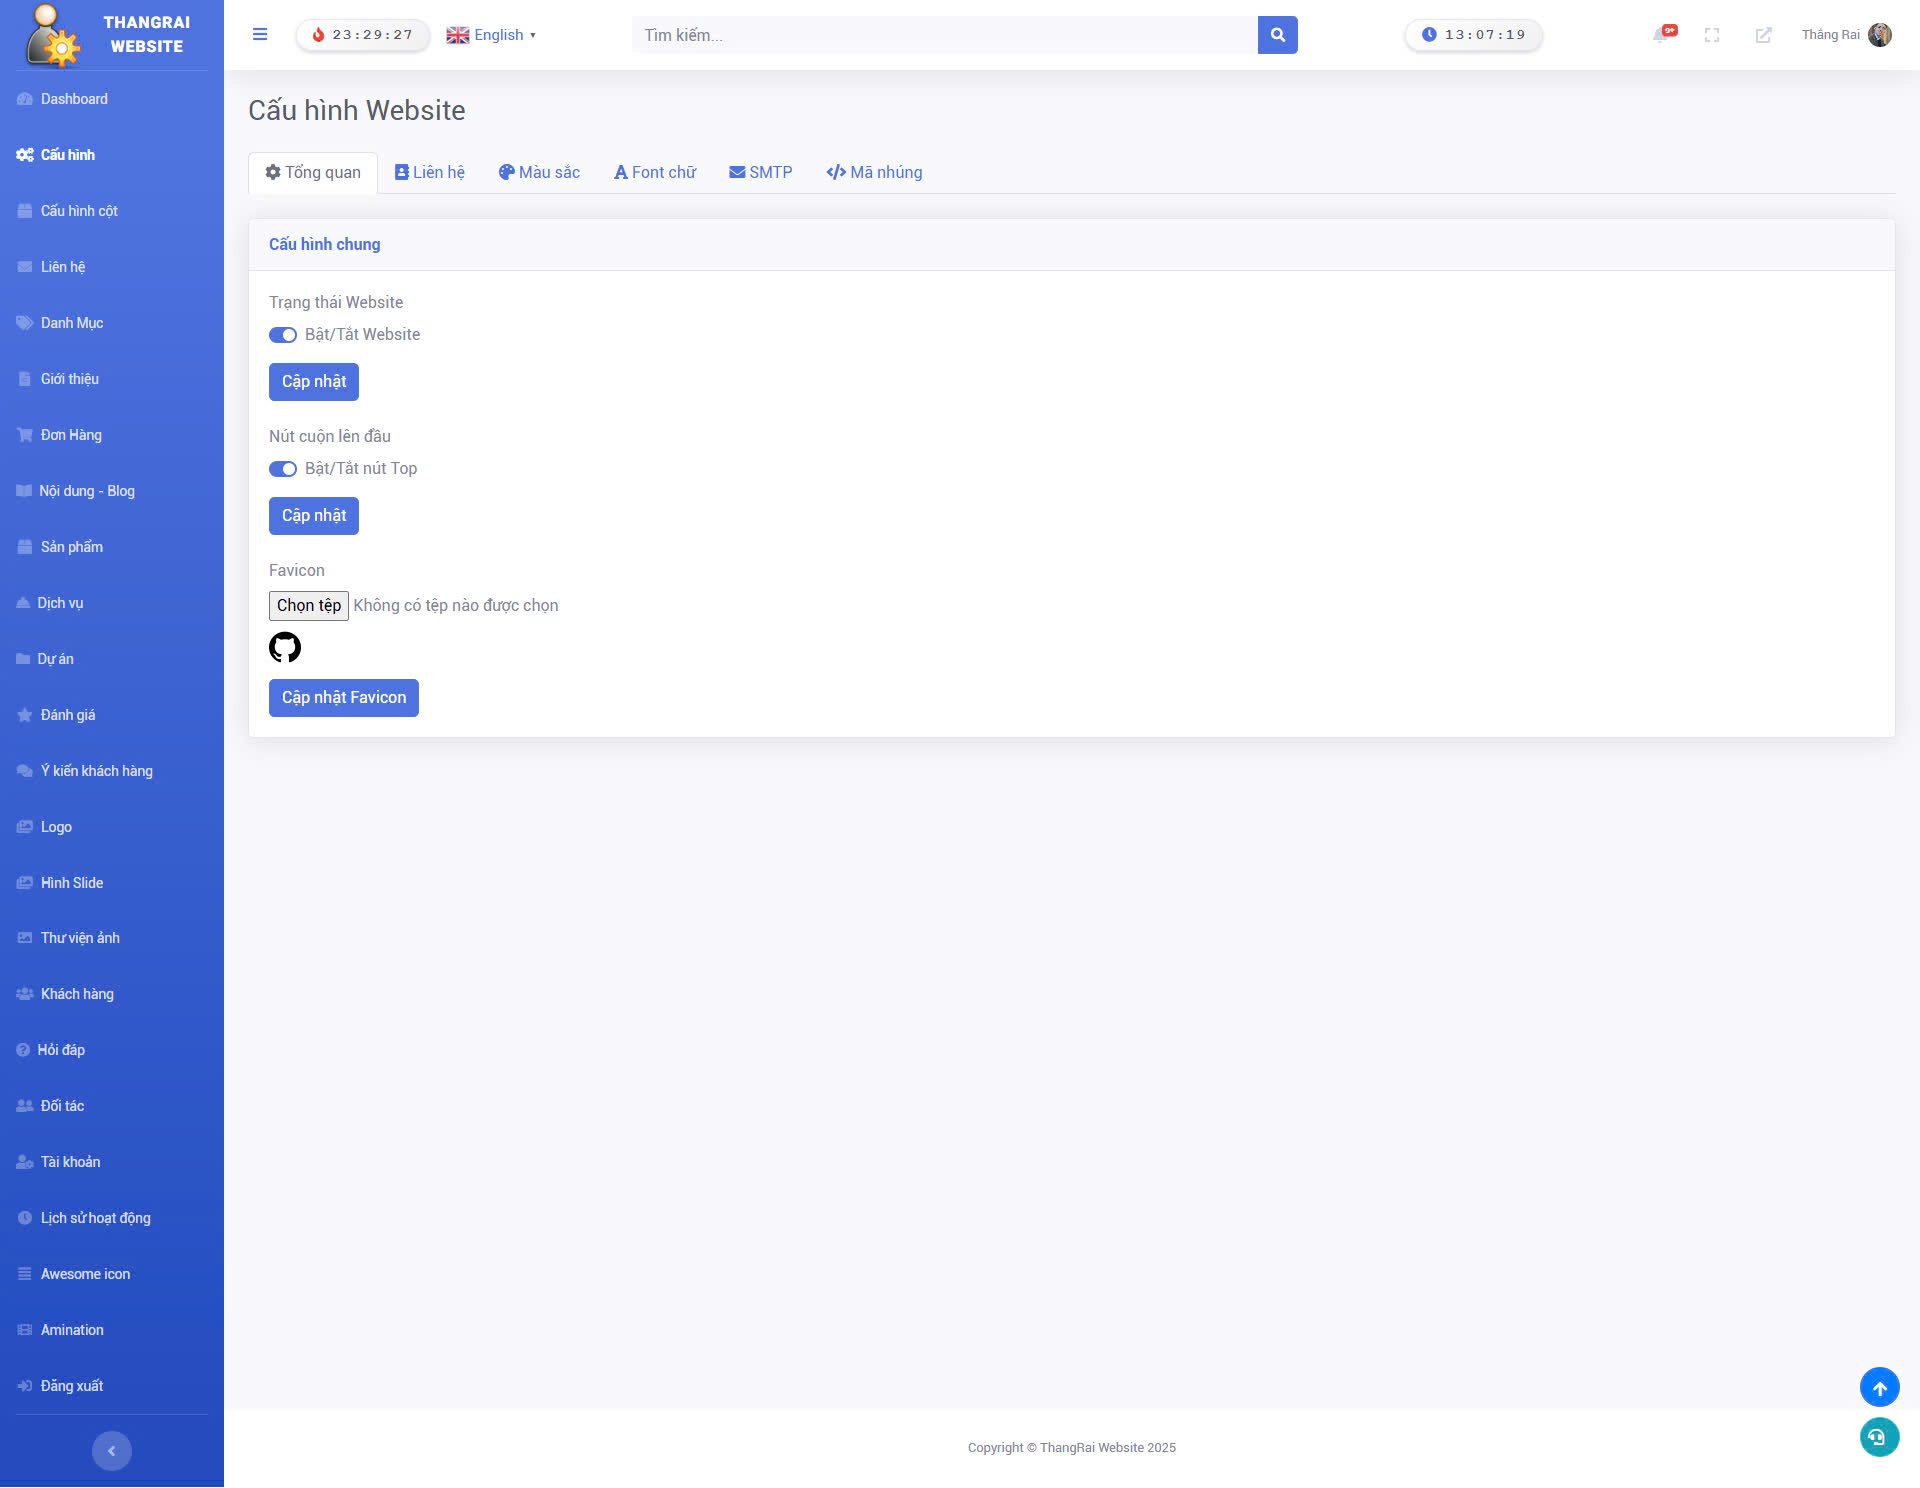 THANGRAI
WEBSITE
Dashboard
Cấu hình
Cấu hình cột
Liên hệ
Danh Mục
Giới thiệu
Đơn Hàng
Nội dung - Blog
Sản phẩm
Dịch vụ
Dự án
Đánh giá
Ý kiến khách hàng
Logo
Hình Slide
Thư viện ảnh
Khách hàng
Hỏi đáp
Đối tác
Tài khoản
Lịch sử hoạt động
Awesome icon
Amination
Đăng xuất
23:29:27 English Tìm kiếm... 13:07:19 9+ Thắng Rai
Cấu hình Website
Tổng quan Liên hệ Màu sắc Font chữ SMTP Mã nhúng
Cấu hình chung
Trạng thái Website
Bật/Tắt Website
Cập nhật
Nút cuộn lên đầu
Bật/Tắt nút Top
Cập nhật
Favicon
Chọn tệp Không có tệp nào được chọn
Cập nhật Favicon
Copyright © ThangRai Website 2025